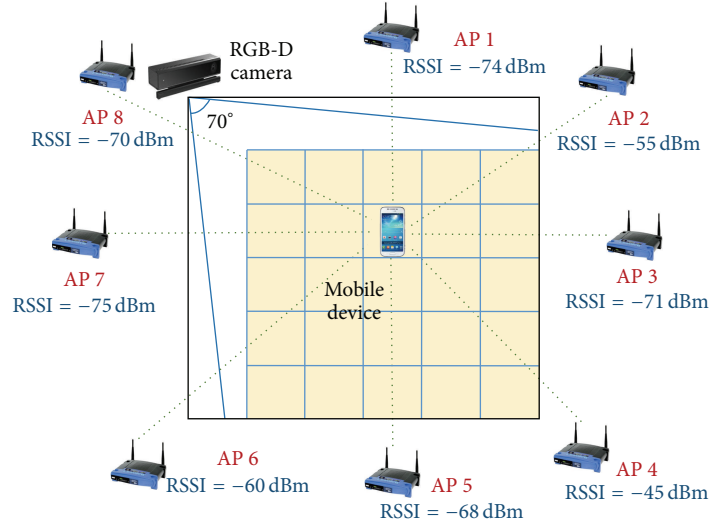 RGB-D
camera
AP 1
RSSI = −74 dBm
AP 8
RSSI = −70 dBm
70°
AP 2
RSSI = −55 dBm
AP 7
RSSI = −75 dBm
Mobile
device
AP 3
RSSI = −71 dBm
AP 6
RSSI = −60 dBm
AP 5
RSSI = −68 dBm
AP 4
RSSI = −45 dBm